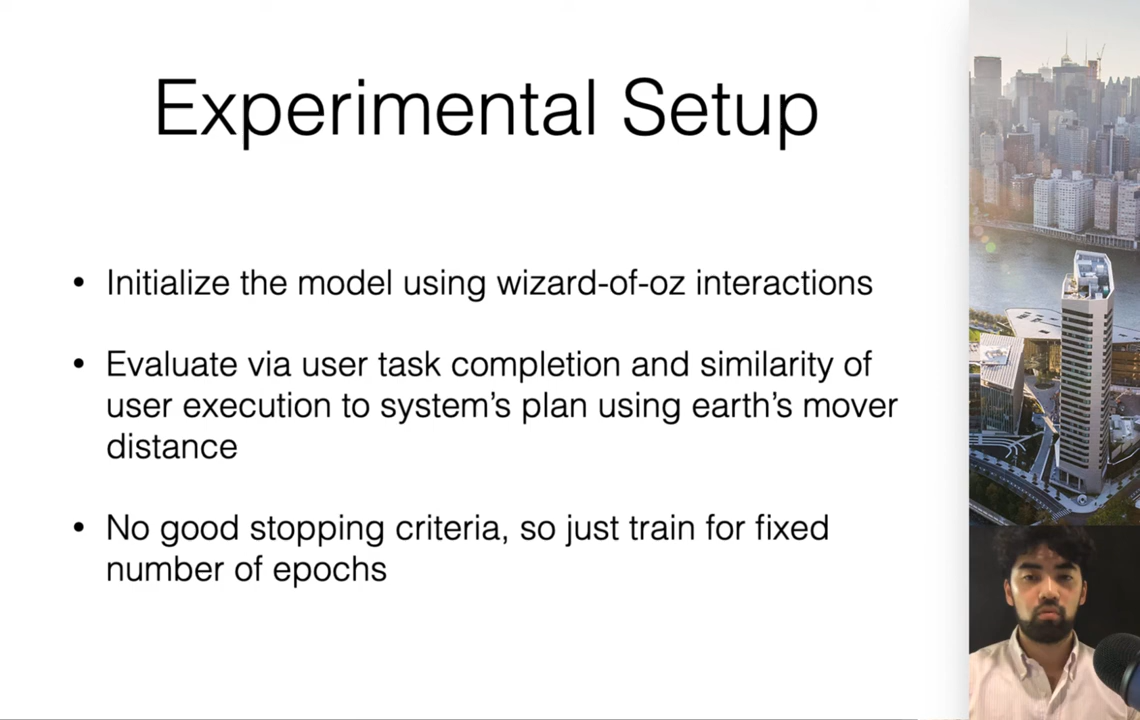 Experimental Setup
• Initialize the model using wizard-of-oz interactions
• Evaluate via user task completion and similarity of
user execution to system’s plan using earth’s mover
distance
• No good stopping criteria, so just train for fixed
number of epochs